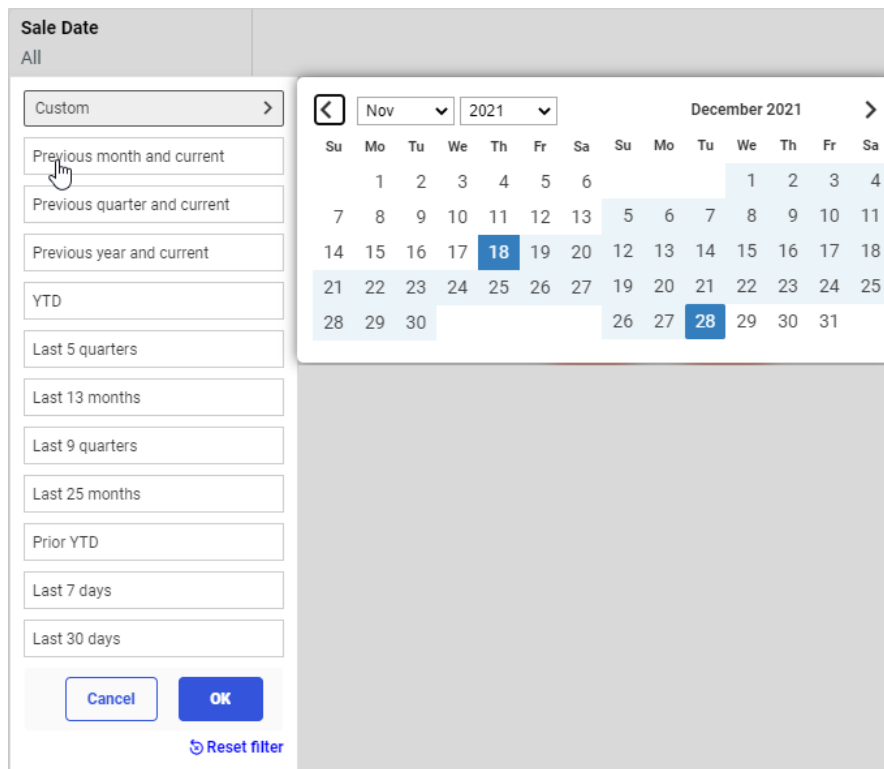 Sale Date
All
Custom
Previous month and current
Previous quarter and current
Previous year and current
YTD
Last 5 quarters
Last 13 months
Last 9 quarters
Last 25 months
Prior YTD
Last 7 days
Last 30 days
Cancel OK
Reset filter
Nov 2021
Su Mo Tu We Th Fr Sa
1 2 3 4 5 6
7 8 9 10 11 12 13
14 15 16 17 18 19 20
21 22 23 24 25 26 27
28 29 30
December 2021
Su Mo Tu We Th Fr Sa
1 2 3 4
5 6 7 8 9 10 11
12 13 14 15 16 17 18
19 20 21 22 23 24 25
26 27 28 29 30 31